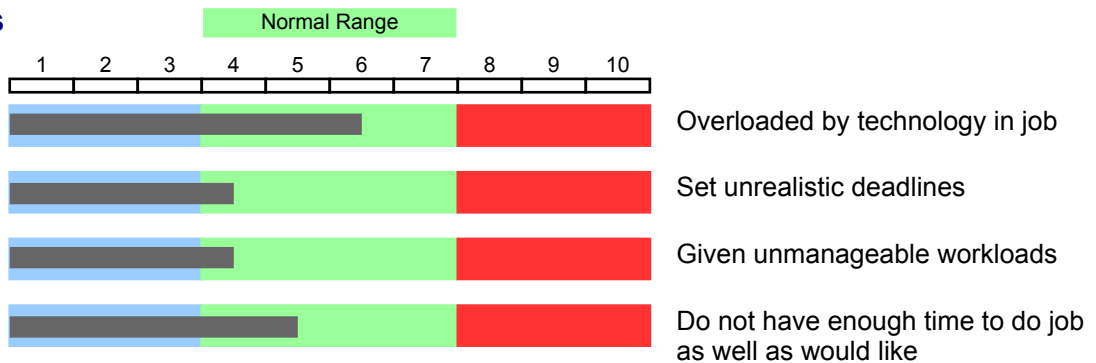 s
Normal Range
1 2 3 4 5 6 7 8 9 10
Overloaded by technology in job
Set unrealistic deadlines
Given unmanageable workloads
Do not have enough time to do job
as well as would like